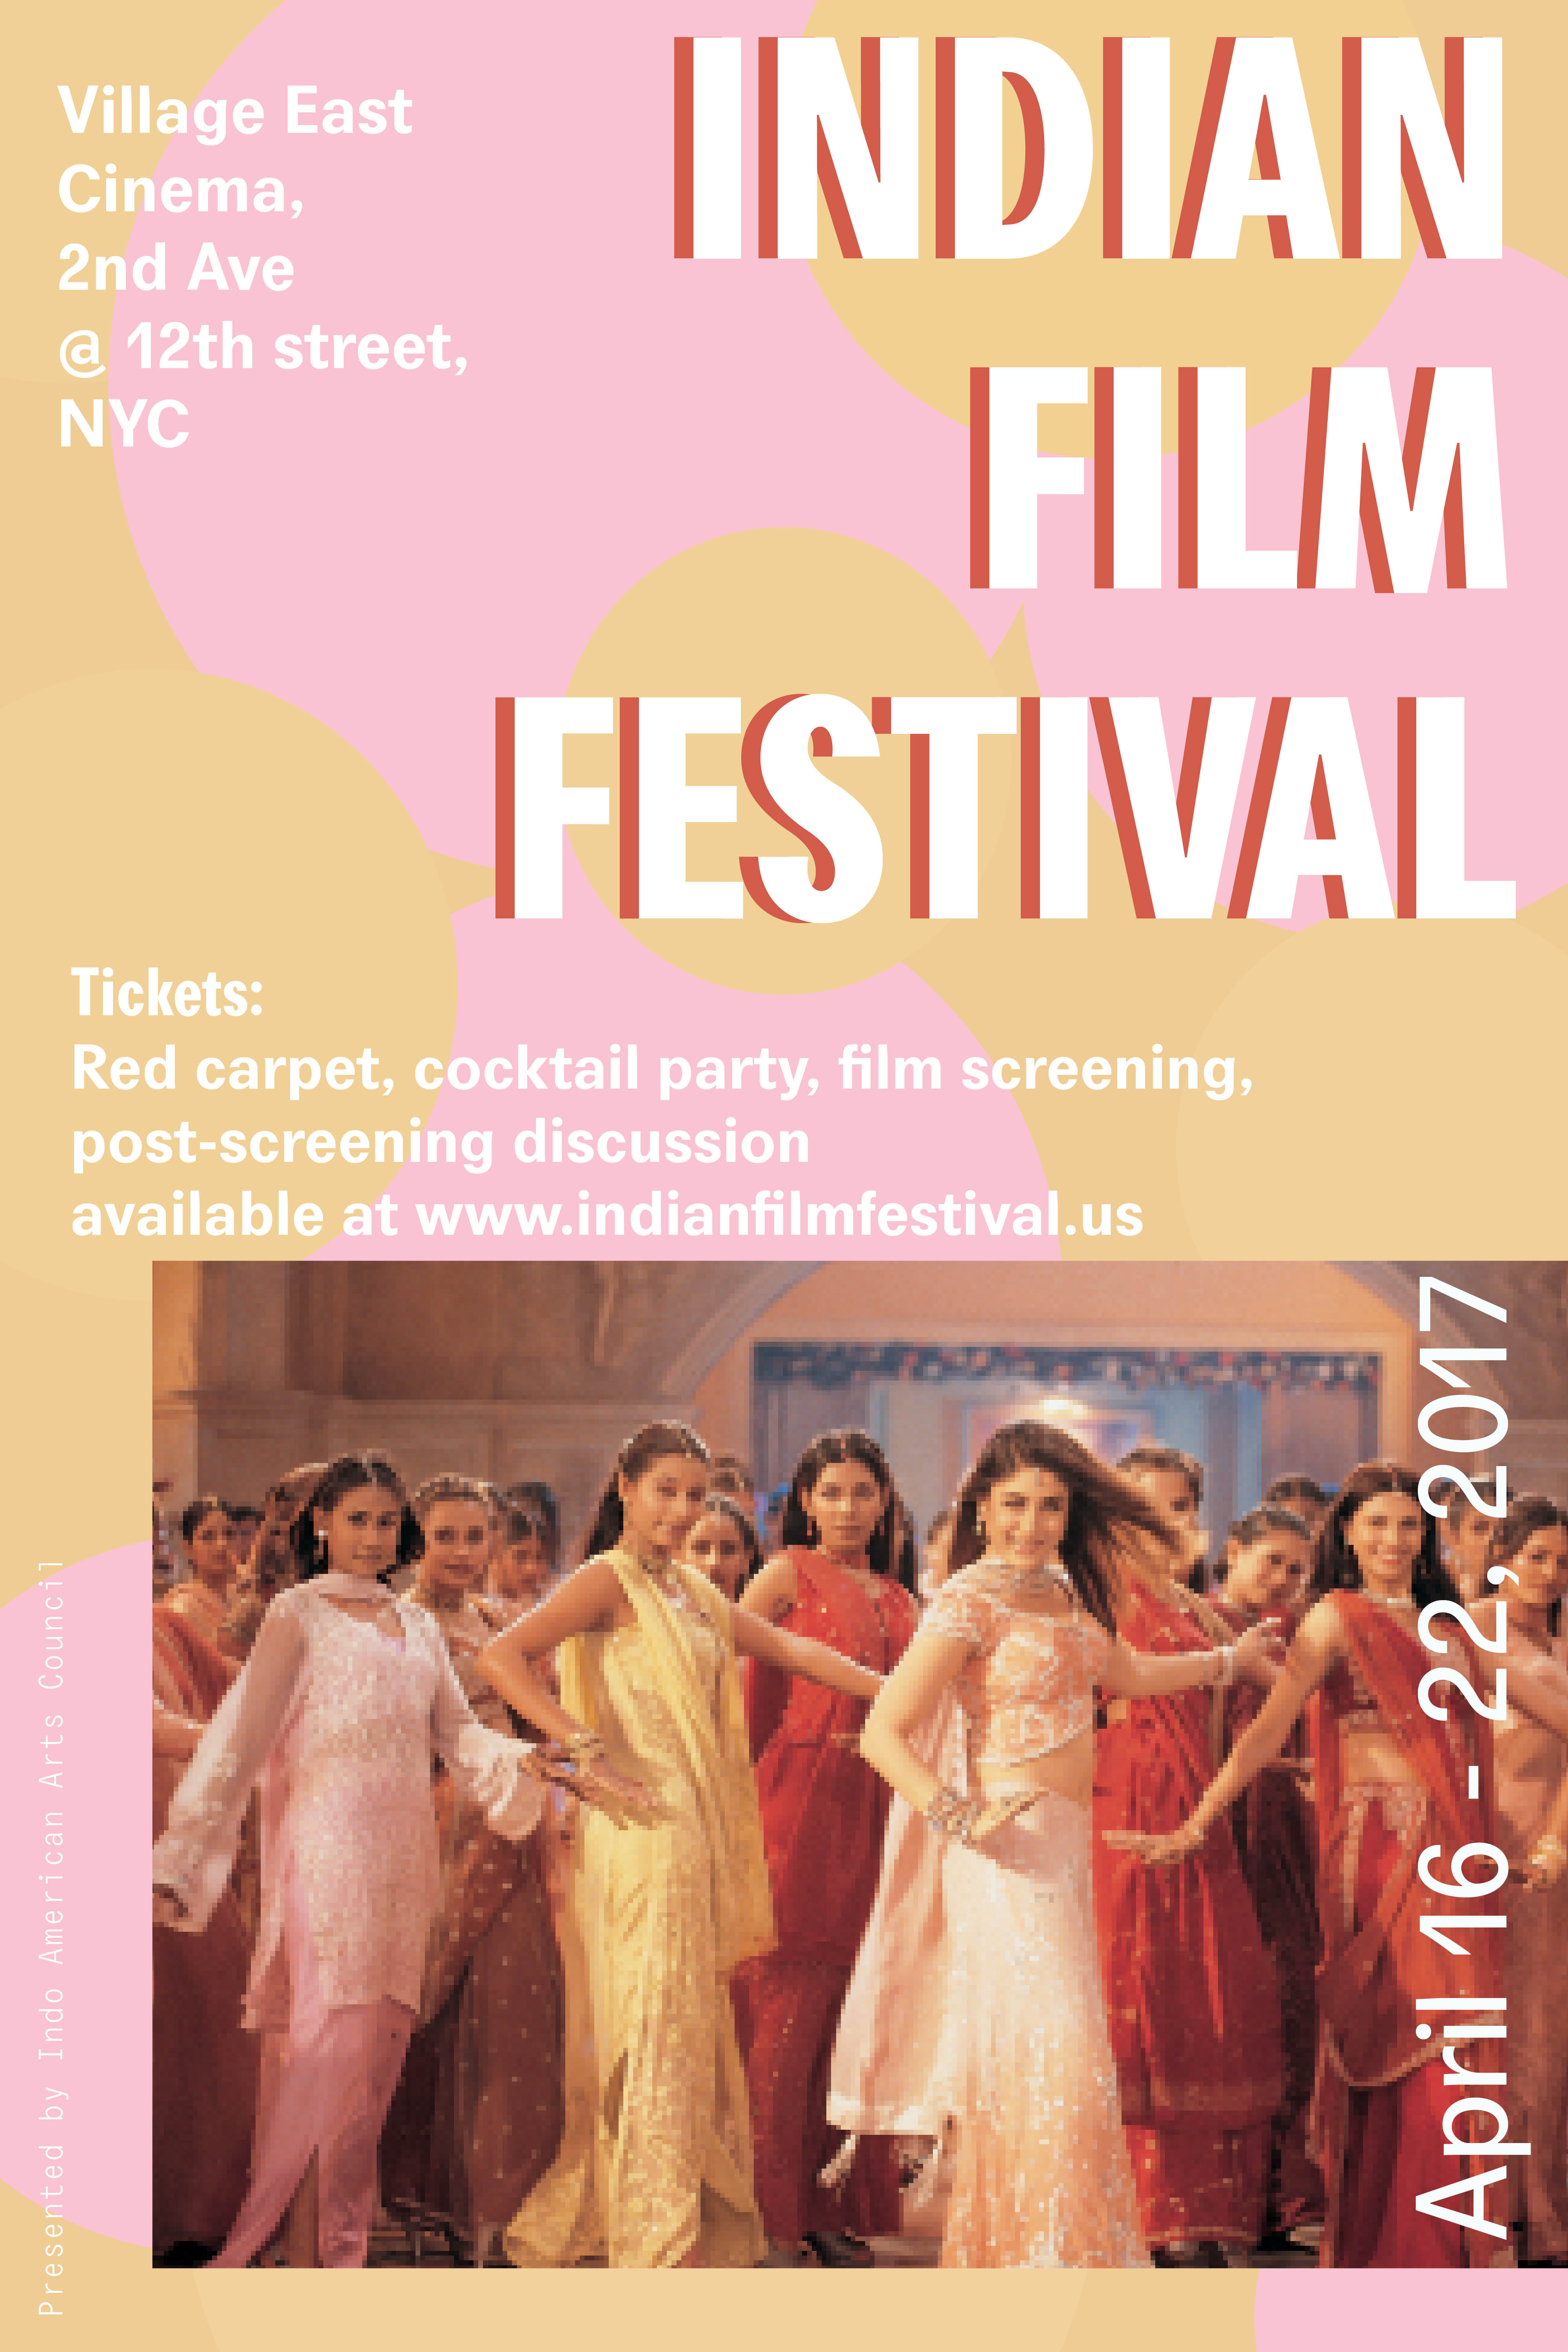 Village East
Cinema,
2nd Ave
@ 12th street,
NYC
INDIAN
FILM
FESTIVAL
Tickets:
Red carpet, cocktail party, film screening,
post-screening discussion
available at www.indianfilmfestival.us
April 16 - 22, 2017
Presented by Indo American Arts Council